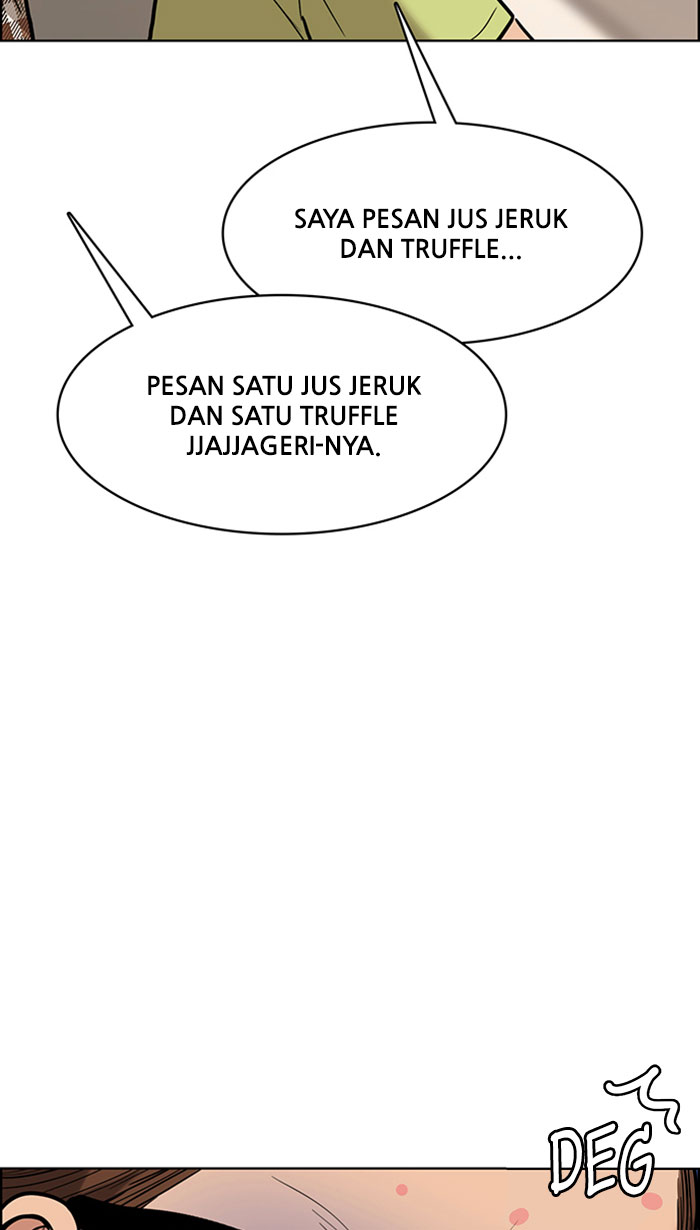 SAYA PESAN JUS JERUK
DAN TRUFFLE...
PESAN SATU JUS JERUK
DAN SATU TRUFFLE
JJAJJAGERI-NYA.
DEG